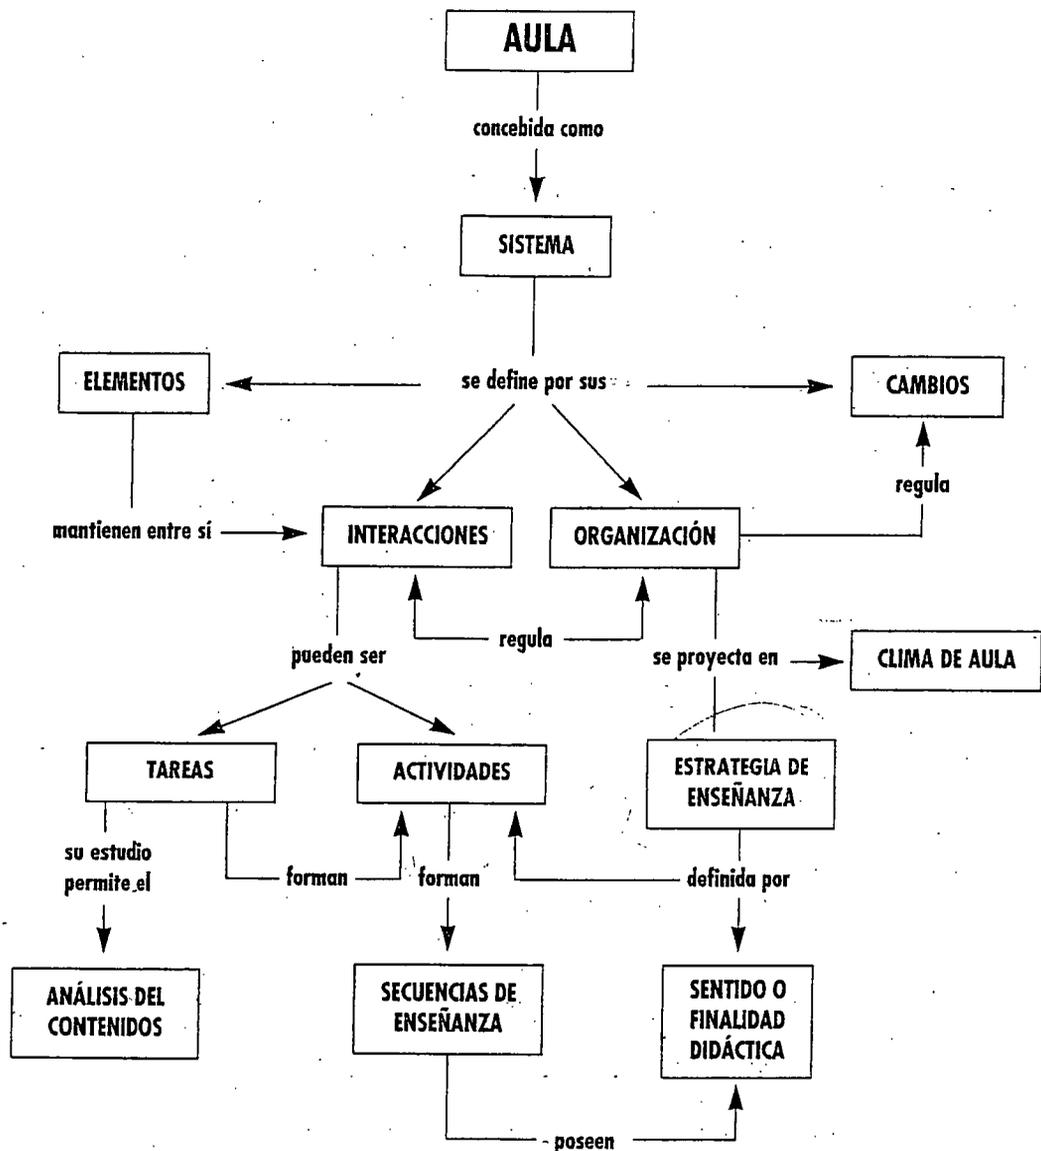 AULA
concebida como
SISTEMA
ELEMENTOS
se define por sus
CAMBIOS
regula
mantienen entre sí
INTERACCIONES
ORGANIZACIÓN
pueden ser
regula
se proyecta en
CLIMA DE AULA
TAREAS
ACTIVIDADES
ESTRATEGIA DE
ENSEÑANZA
su estudio
permite el
forman
forman
definida por
ANÁLISIS DEL
CONTENIDOS
SECUENCIAS DE
ENSEÑANZA
SENTIDO O
FINALIDAD
DIDÁCTICA
poseen